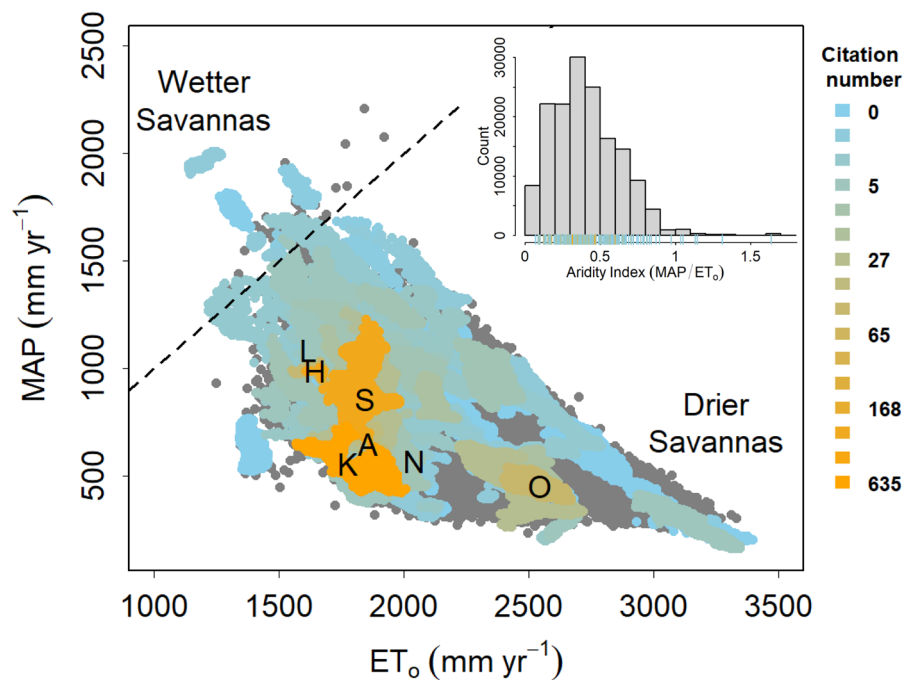 MAP (mm yr⁻¹)
2500
2000
1500
1000
500
1000 1500 2000 2500 3000 3500
ETₒ (mm yr⁻¹)
Wetter
Savannas
Drier
Savannas
L
H
S
A
K
N
O
Count
30000
20000
10000
0
0 0.5 1 1.5
Aridity Index (MAP/ETₒ)
Citation
number
0
5
27
65
168
635